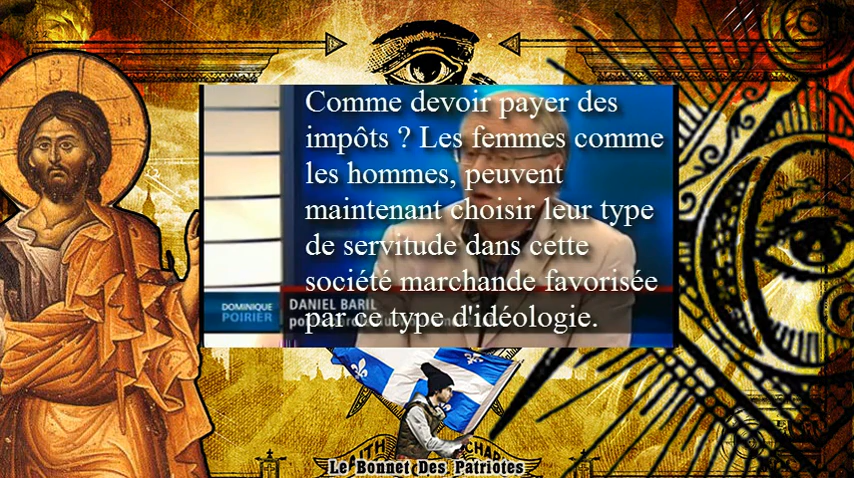 Comme devoir payer des
impôts ? Les femmes comme
les hommes, peuvent
maintenant choisir leur type
de servitude dans cette
société marchande favorisée
par ce type d'idéologie.
DOMINIQUE
POIRIER
DANIEL BARIL
Le Bonnet Des Patriotes